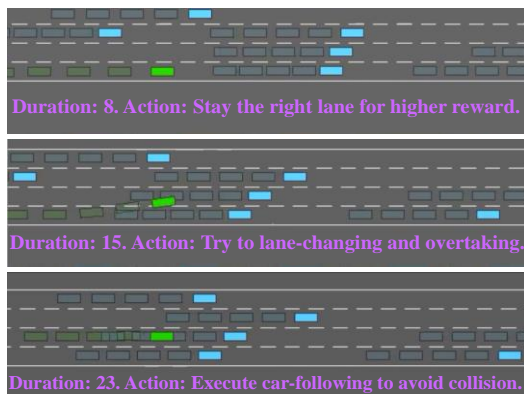 Duration: 8. Action: Stay the right lane for higher reward.
Duration: 15. Action: Try to lane-changing and overtaking.
Duration: 23. Action: Execute car-following to avoid collision.